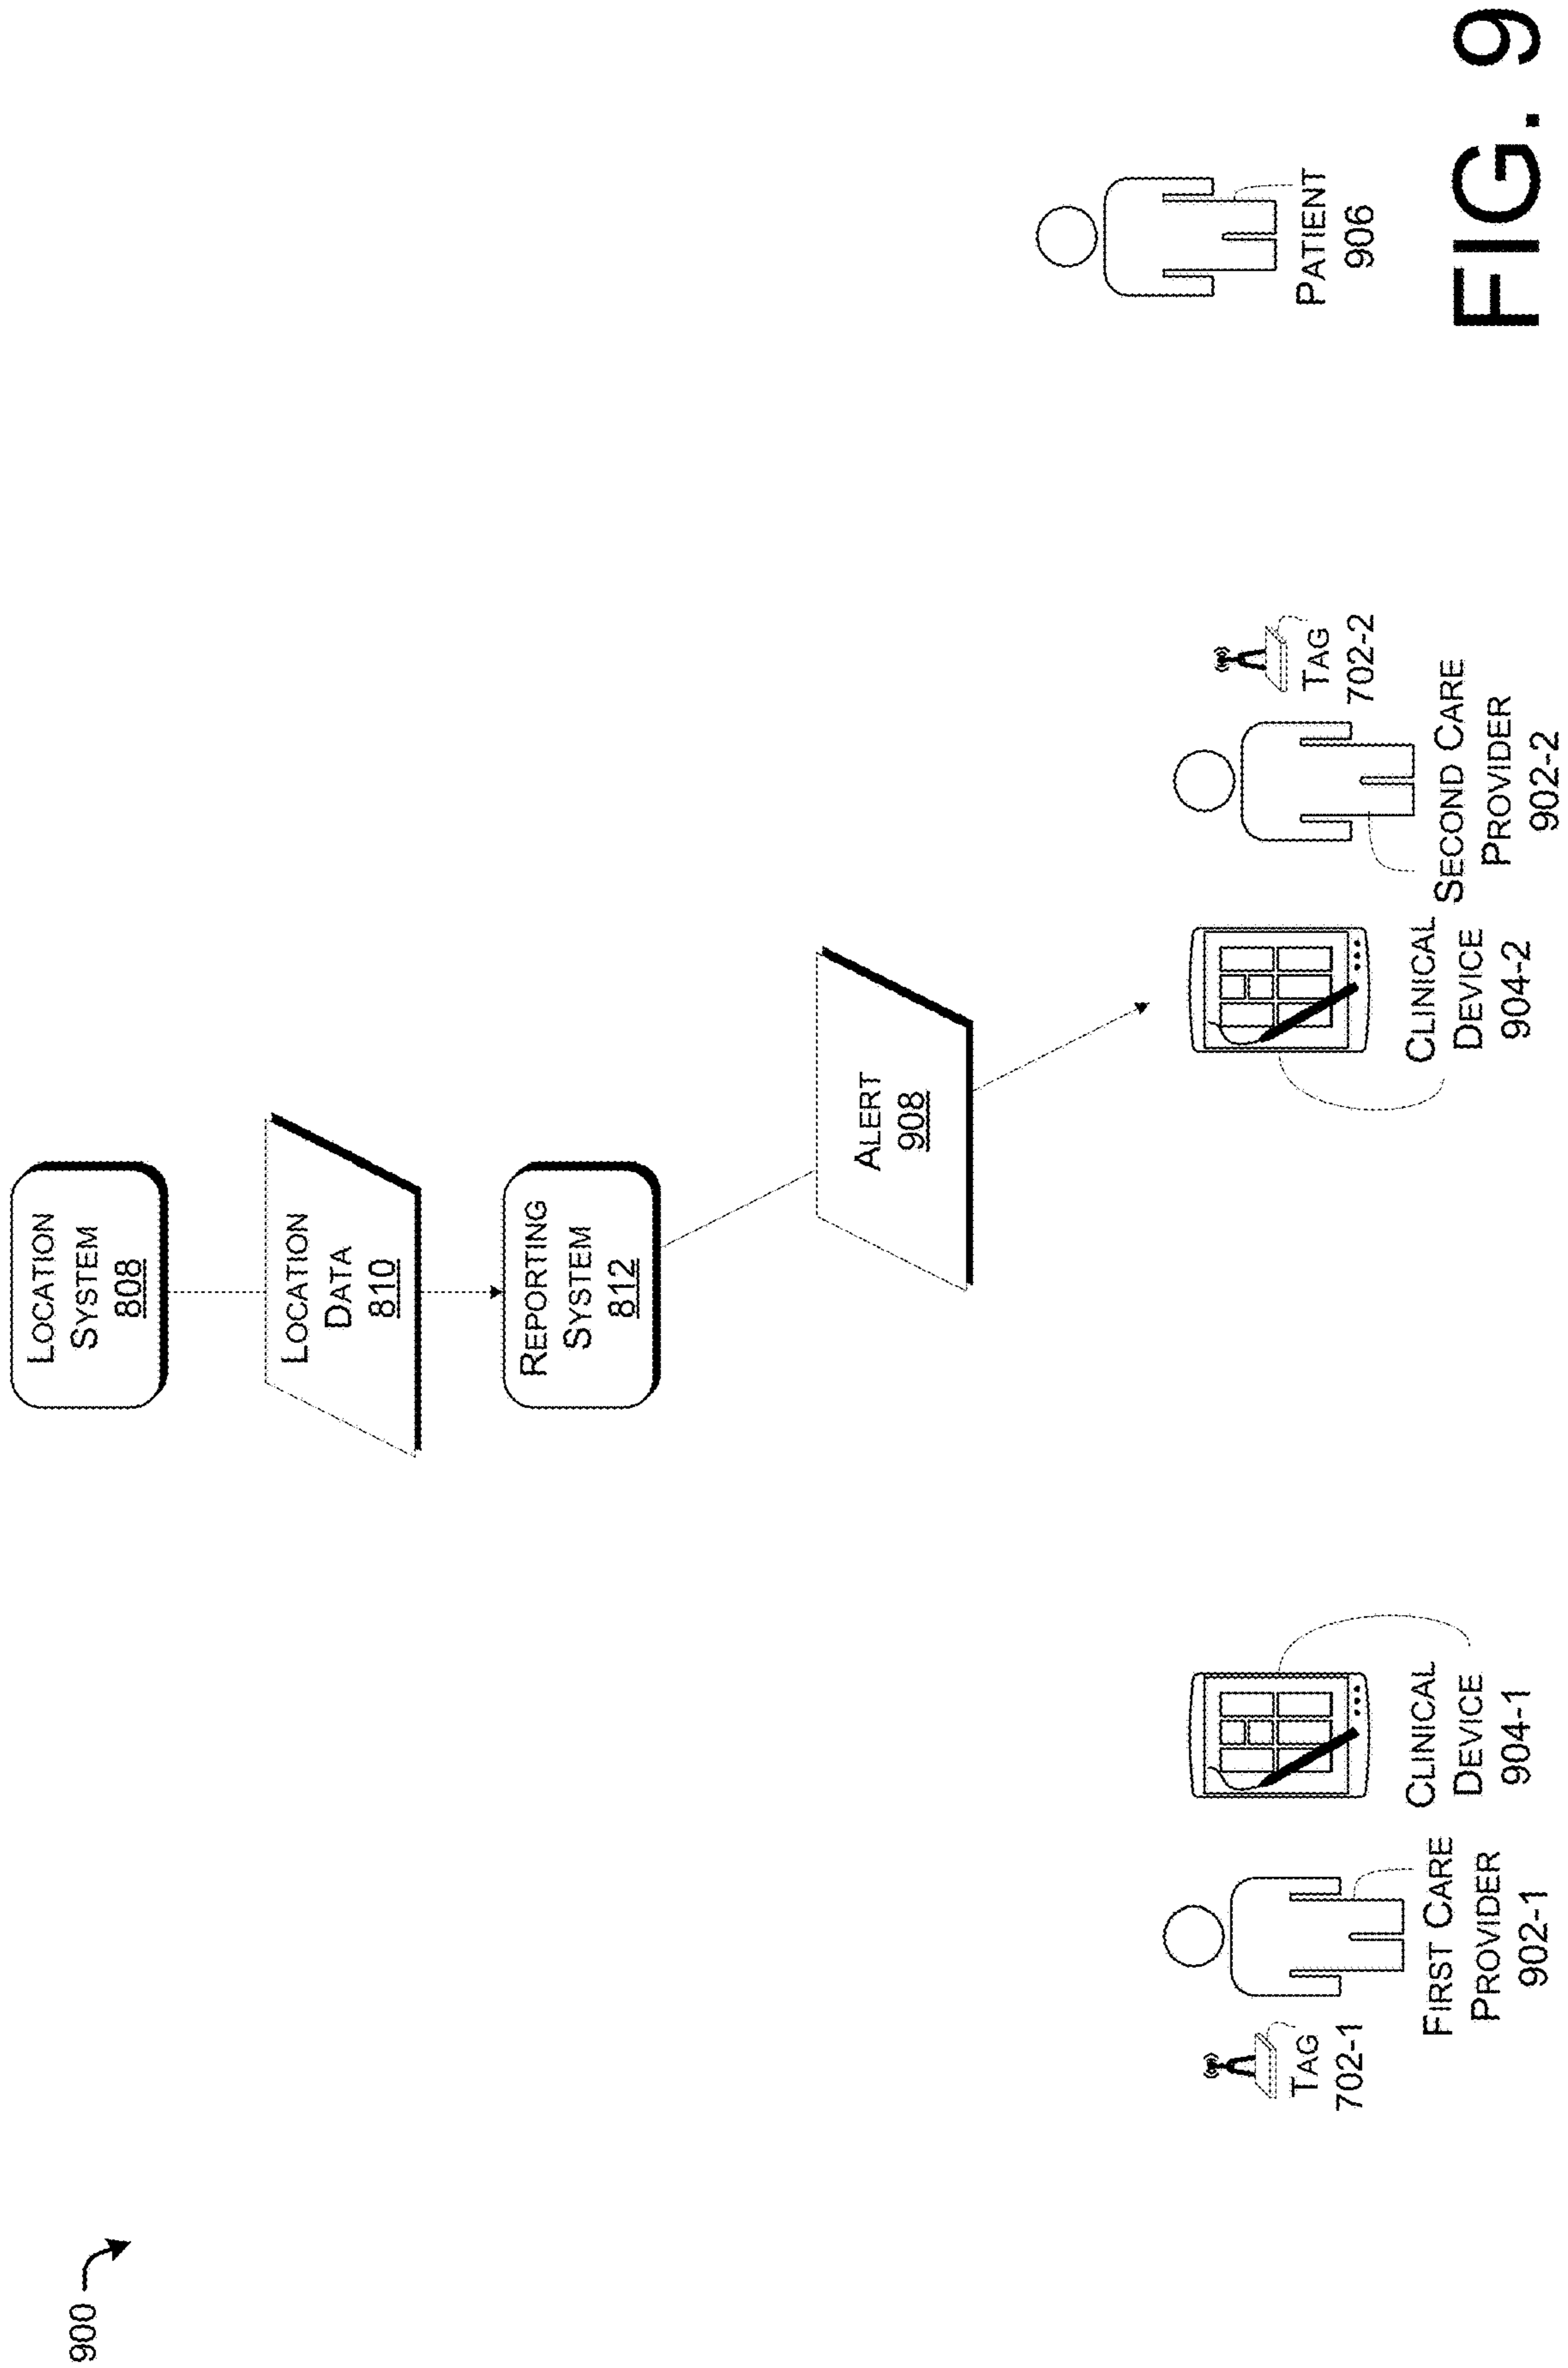 900
LOCATION
SYSTEM
808
LOCATION
DATA
810
REPORTING
SYSTEM
812
ALERT
908
TAG
702-1
FIRST CARE
PROVIDER
902-1
CLINICAL
DEVICE
904-1
CLINICAL
DEVICE
904-2
SECOND CARE
PROVIDER
902-2
TAG
702-2
PATIENT
906
FIG. 9